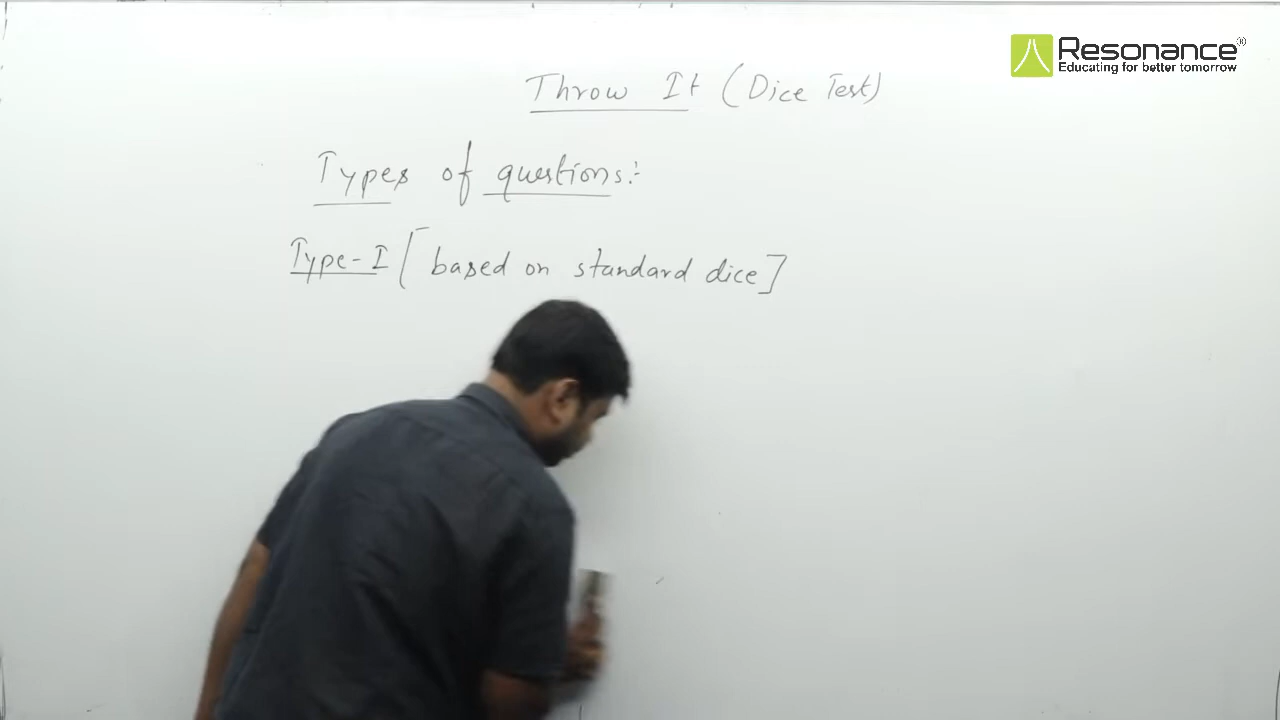 Resonance®
Educating for better tomorrow
Throw It (Dice Test)
Types of questions:-
Type-I [based on standard dice]